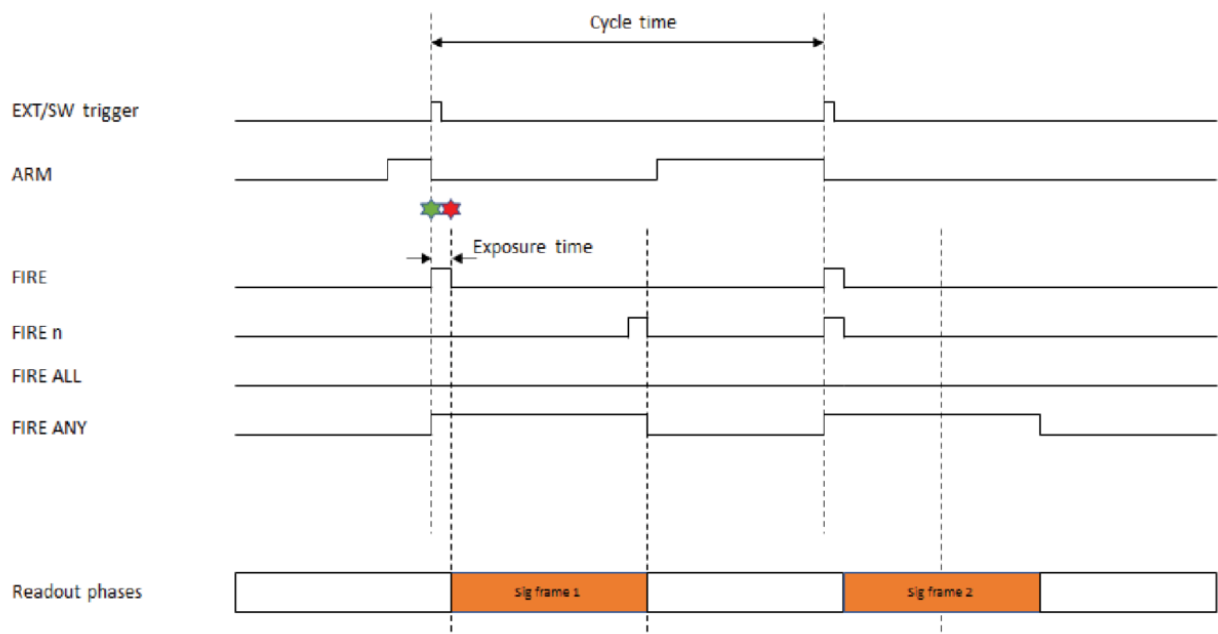 Cycle time
EXT/SW trigger
ARM
Exposure time
FIRE
FIRE n
FIRE ALL
FIRE ANY
Readout phases
Sig frame 1
Sig frame 2